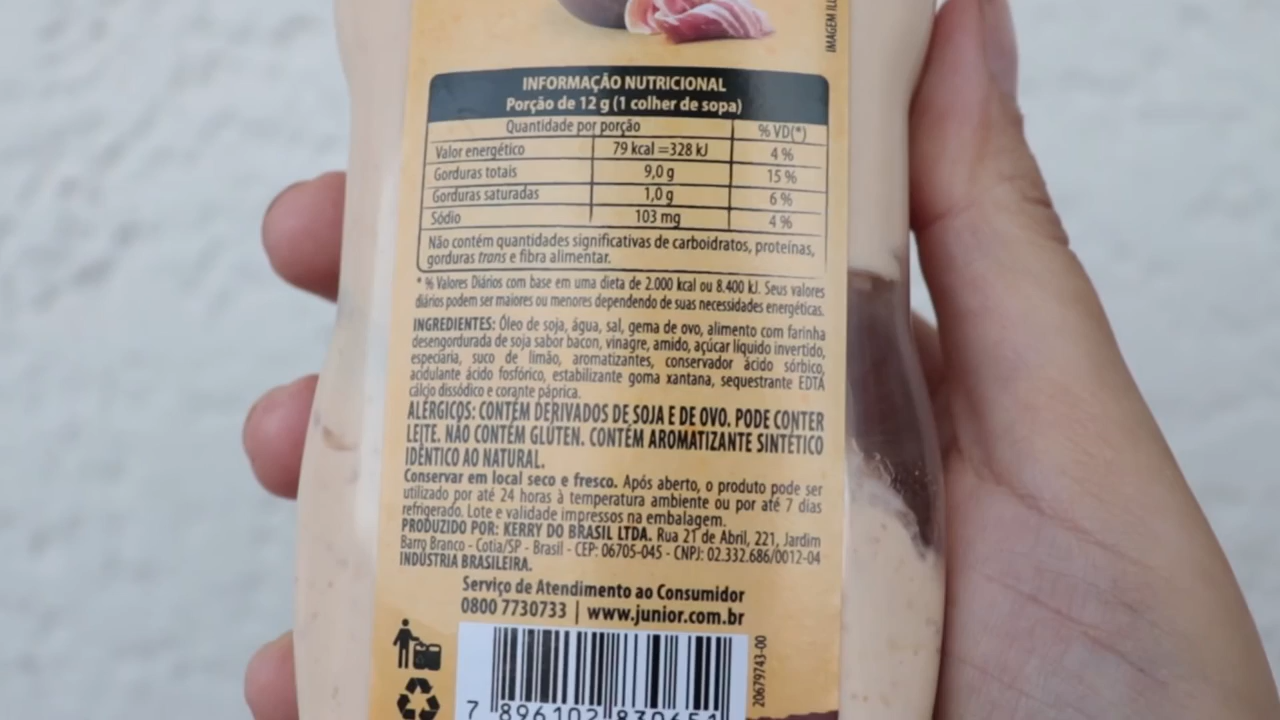 IMAGEM
INFORMAÇÃO NUTRICIONAL
Porção de 12 g (1 colher de sopa)
Quantidade por porção % VD(*)
Valor energético 79 kcal =328 kJ 4 %
Gorduras totais 9,0 g 15 %
Gorduras saturadas 1,0 g 6 %
Sódio 103 mg 4 %
Não contém quantidades significativas de carboidratos, proteínas,
gorduras trans e fibra alimentar.
* % Valores Diários com base em uma dieta de 2.000 kcal ou 8.400 kJ. Seus valores
diários podem ser maiores ou menores dependendo de suas necessidades energéticas.
INGREDIENTES: Óleo de soja, água, sal, gema de ovo, alimento com farinha
desengordurada de soja sabor bacon, vinagre, amido, açúcar líquido invertido,
especiaria, suco de limão, aromatizantes, conservador ácido sórbico,
acidulante ácido fosfórico, estabilizante goma xantana, sequestrante EDTA
cálcio dissódico e corante páprica.
ALÉRGICOS: CONTÉM DERIVADOS DE SOJA E DE OVO. PODE CONTER
LEITE. NÃO CONTÉM GLÚTEN. CONTÉM AROMATIZANTE SINTÉTICO
IDÊNTICO AO NATURAL.
Conservar em local seco e fresco. Após aberto, o produto pode ser
utilizado por até 24 horas à temperatura ambiente ou por até 7 dias
refrigerado. Lote e validade impressos na embalagem.
PRODUZIDO POR: KERRY DO BRASIL LTDA. Rua 21 de Abril, 221, Jardim
Barro Branco - Cotia/SP - Brasil - CEP: 06705-045 - CNPJ: 02.332.686/0012-04
INDÚSTRIA BRASILEIRA.
Serviço de Atendimento ao Consumidor
0800 7730733 | www.junior.com.br
20679743-00
7 896102 830651